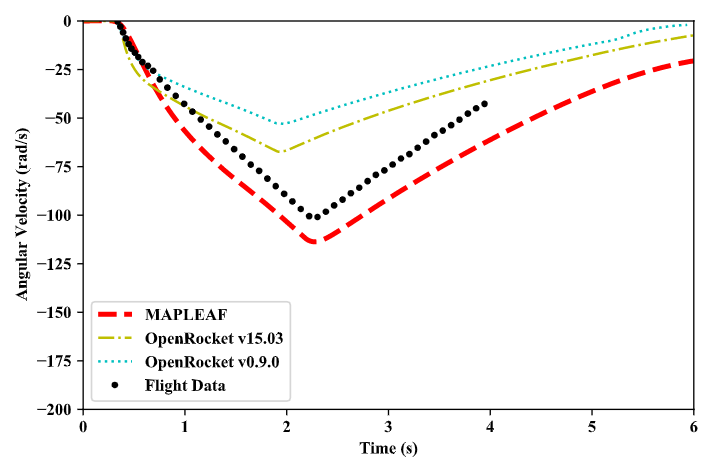 0
−25
−50
−75
−100
−125
−150
−175
−200
Angular Velocity (rad/s)
MAPLEAF
OpenRocket v15.03
OpenRocket v0.9.0
Flight Data
0 1 2 3 4 5 6
Time (s)